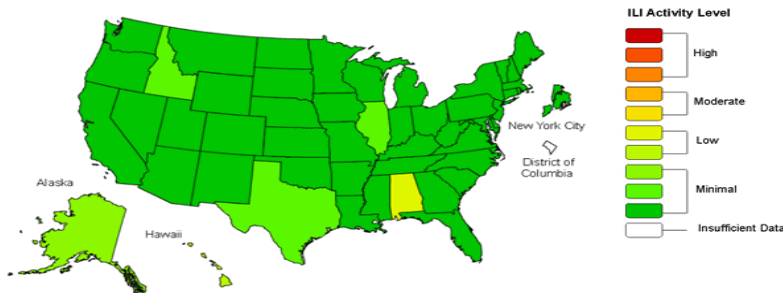 ILI Activity Level
High
Moderate
Low
Minimal
Insufficient Data
New York City
District of
Columbia
Alaska
Hawaii